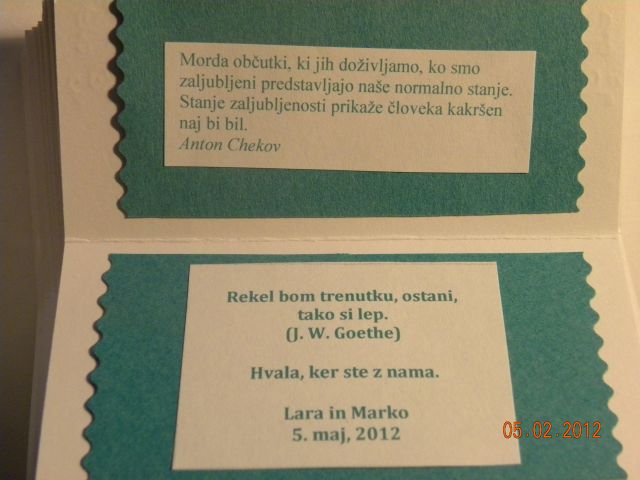 Morda občutki, ki jih doživljamo, ko smo
zaljubljeni predstavljajo naše normalno stanje.
Stanje zaljubljenosti prikaže človeka kakršen
naj bi bil.
Anton Chekov
Rekel bom trenutku, ostani,
tako si lep.
(J. W. Goethe)
Hvala, ker ste z nama.
Lara in Marko
5. maj, 2012
05.02.2012